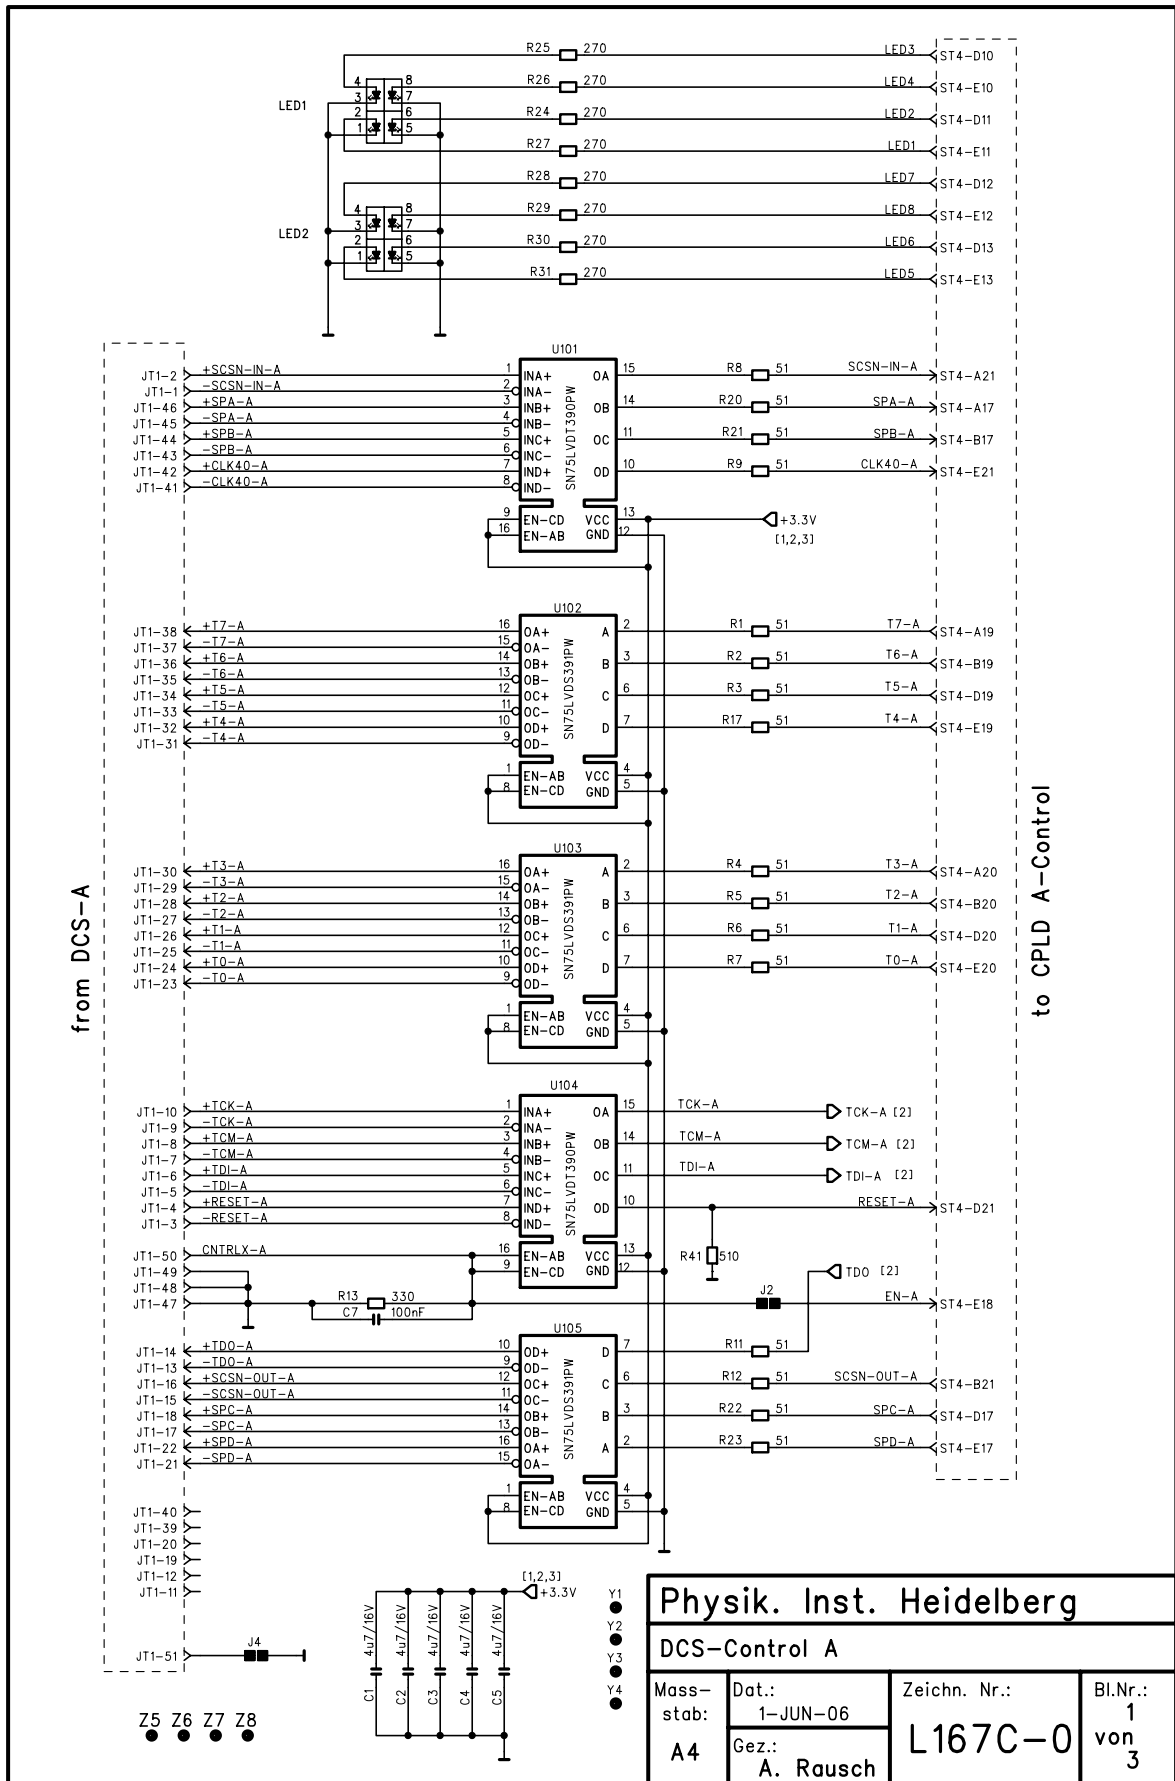 R25 270 LED3 ST4-D10
4 8 R26 270 LED4 ST4-E10
LED1 3 7
2 6 R24 270 LED2 ST4-D11
1 5
R27 270 LED1 ST4-E11
R28 270 LED7 ST4-D12
4 8 R29 270 LED8 ST4-E12
LED2 3 7
2 6 R30 270 LED6 ST4-D13
1 5
R31 270 LED5 ST4-E13
from DCS-A
to CPLD A-Control
U101
SN75LVDT390PW
JT1-2 +SCSN-IN-A 1 INA+ OA 15 R8 51 SCSN-IN-A ST4-A21
JT1-1 -SCSN-IN-A 2 INA-
JT1-46 +SPA-A 3 INB+ OB 14 R20 51 SPA-A ST4-A17
JT1-45 -SPA-A 4 INB-
JT1-44 +SPB-A 5 INC+ OC 11 R21 51 SPB-A ST4-B17
JT1-43 -SPB-A 6 INC-
JT1-42 +CLK40-A 7 IND+ OD 10 R9 51 CLK40-A ST4-E21
JT1-41 -CLK40-A 8 IND-
9 EN-CD VCC 13 +3.3V
16 EN-AB GND 12 [1,2,3]
U102
SN75LVDS391PW
JT1-38 +T7-A 16 OA+ A 2 R1 51 T7-A ST4-A19
JT1-37 -T7-A 15 OA-
JT1-36 +T6-A 14 OB+ B 3 R2 51 T6-A ST4-B19
JT1-35 -T6-A 13 OB-
JT1-34 +T5-A 12 OC+ C 6 R3 51 T5-A ST4-D19
JT1-33 -T5-A 11 OC-
JT1-32 +T4-A 10 OD+ D 7 R17 51 T4-A ST4-E19
JT1-31 -T4-A 9 OD-
1 EN-AB VCC 4
8 EN-CD GND 5
U103
SN75LVDS391PW
JT1-30 +T3-A 16 OA+ A 2 R4 51 T3-A ST4-A20
JT1-29 -T3-A 15 OA-
JT1-28 +T2-A 14 OB+ B 3 R5 51 T2-A ST4-B20
JT1-27 -T2-A 13 OB-
JT1-26 +T1-A 12 OC+ C 6 R6 51 T1-A ST4-D20
JT1-25 -T1-A 11 OC-
JT1-24 +T0-A 10 OD+ D 7 R7 51 T0-A ST4-E20
JT1-23 -T0-A 9 OD-
1 EN-AB VCC 4
8 EN-CD GND 5
U104
SN75LVDT390PW
JT1-10 +TCK-A 1 INA+ OA 15 TCK-A TCK-A [2]
JT1-9 -TCK-A 2 INA-
JT1-8 +TCM-A 3 INB+ OB 14 TCM-A TCM-A [2]
JT1-7 -TCM-A 4 INB-
JT1-6 +TDI-A 5 INC+ OC 11 TDI-A TDI-A [2]
JT1-5 -TDI-A 6 INC-
JT1-4 +RESET-A 7 IND+ OD 10 RESET-A ST4-D21
JT1-3 -RESET-A 8 IND-
JT1-50 CNTRLX-A 16 EN-AB VCC 13 R41 510
JT1-49 9 EN-CD GND 12 TDO [2]
JT1-48
JT1-47 R13 330 J2 EN-A ST4-E18
C7 100nF
U105
SN75LVDS391PW
JT1-14 +TDO-A 10 OD+ D 7 R11 51
JT1-13 -TDO-A 9 OD-
JT1-16 +SCSN-OUT-A 12 OC+ C 6 R12 51 SCSN-OUT-A ST4-B21
JT1-15 -SCSN-OUT-A 11 OC-
JT1-18 +SPC-A 14 OB+ B 3 R22 51 SPC-A ST4-D17
JT1-17 -SPC-A 13 OB-
JT1-22 +SPD-A 16 OA+ A 2 R23 51 SPD-A ST4-E17
JT1-21 -SPD-A 15 OA-
1 EN-AB VCC 4
8 EN-CD GND 5
JT1-40
JT1-39
JT1-20
JT1-19
JT1-12
JT1-11
JT1-51 J4
[1,2,3]
+3.3V
4u7/16V 4u7/16V 4u7/16V 4u7/16V 4u7/16V
C1 C2 C3 C4 C5
Y1
Y2
Y3
Y4
Z5 Z6 Z7 Z8
Physik. Inst. Heidelberg
DCS-Control A
Mass-
stab:
A4
Dat.:
1-JUN-06
Gez.:
A. Rausch
Zeichn. Nr.:
L167C-0
Bl.Nr.:
1
von
3